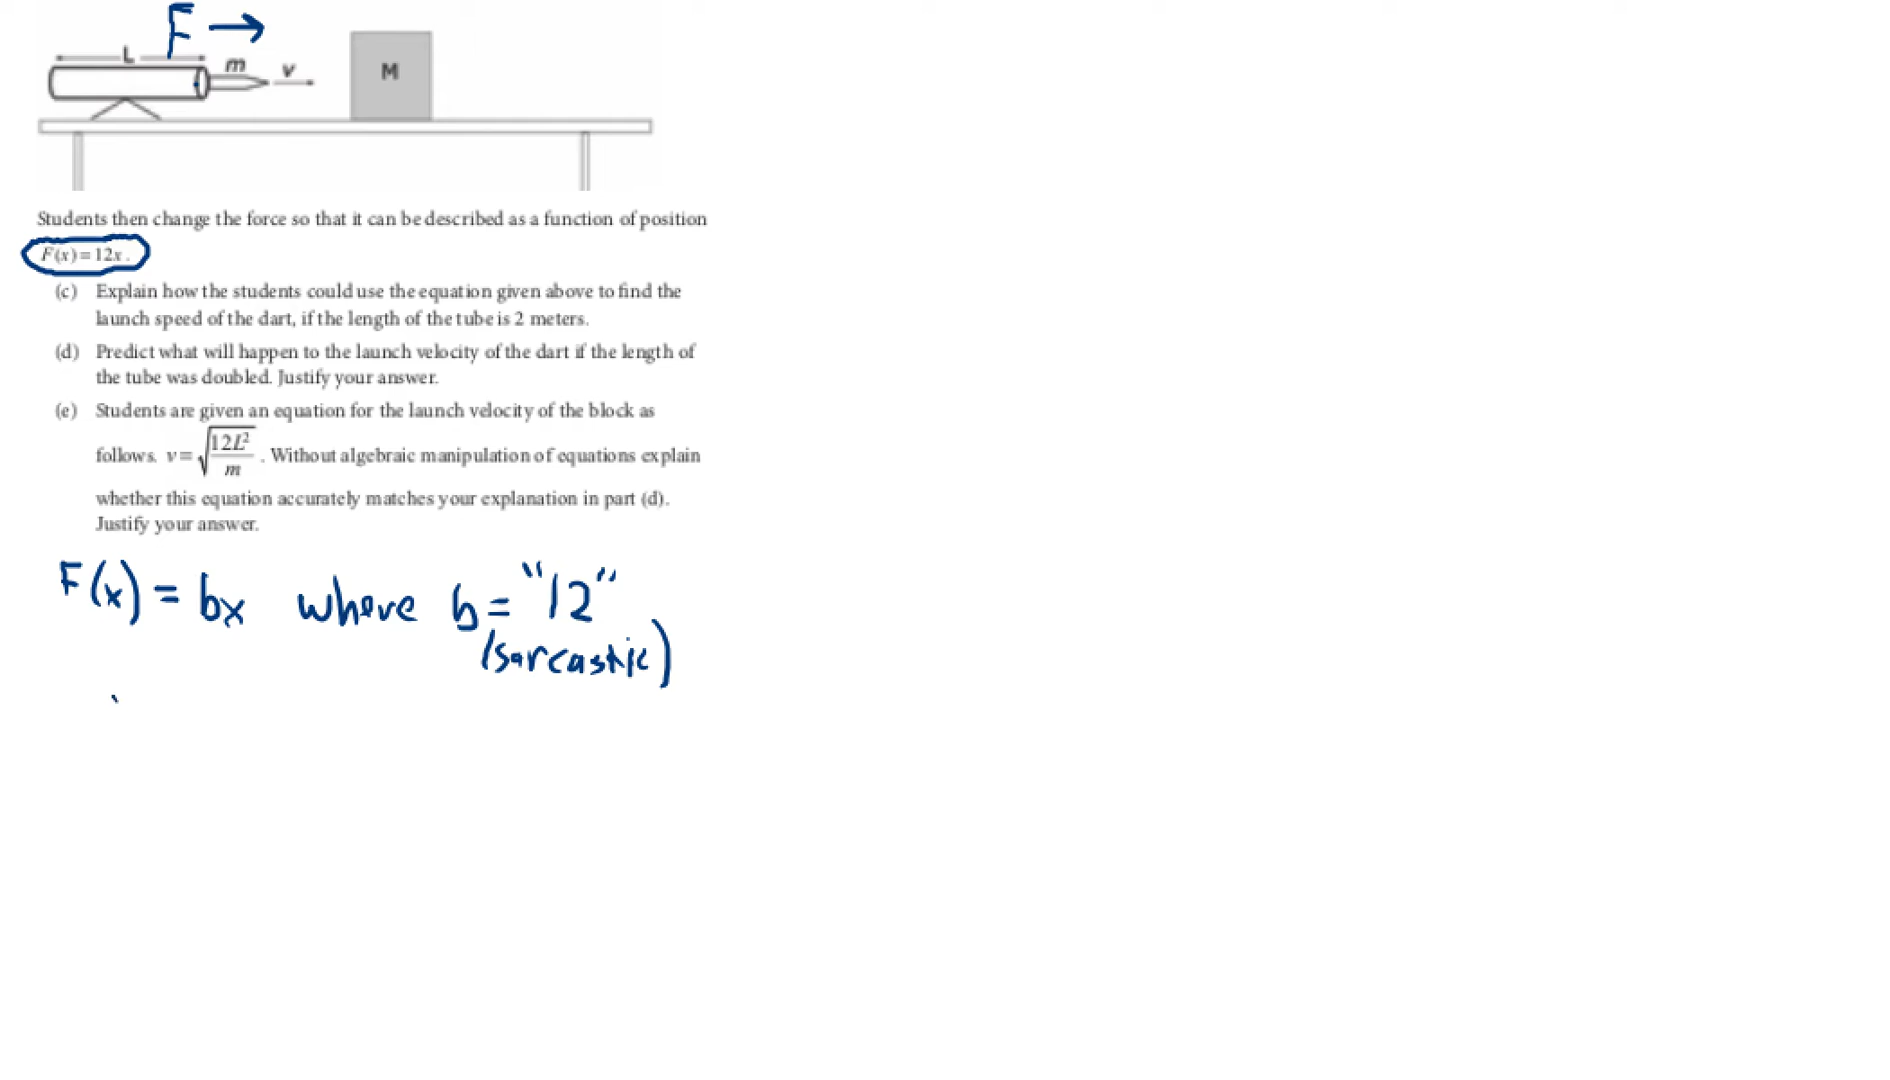 F →
L
m
v
M
Students then change the force so that it can be described as a function of position
F(x)=12x.
(c) Explain how the students could use the equation given above to find the
launch speed of the dart, if the length of the tube is 2 meters.
(d) Predict what will happen to the launch velocity of the dart if the length of
the tube was doubled. Justify your answer.
(e) Students are given an equation for the launch velocity of the block as
follows. v=√(12L²/m). Without algebraic manipulation of equations explain
whether this equation accurately matches your explanation in part (d).
Justify your answer.
F(x) = bx where b = "12"
(sarcastic)